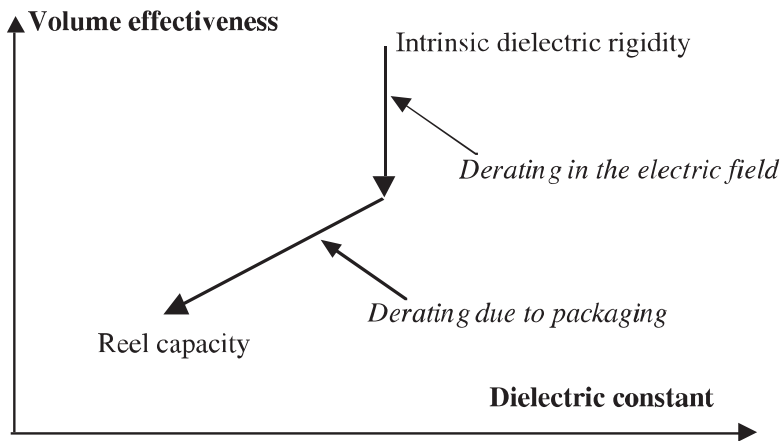 Volume effectiveness
Intrinsic dielectric rigidity
Derating in the electric field
Derating due to packaging
Reel capacity
Dielectric constant